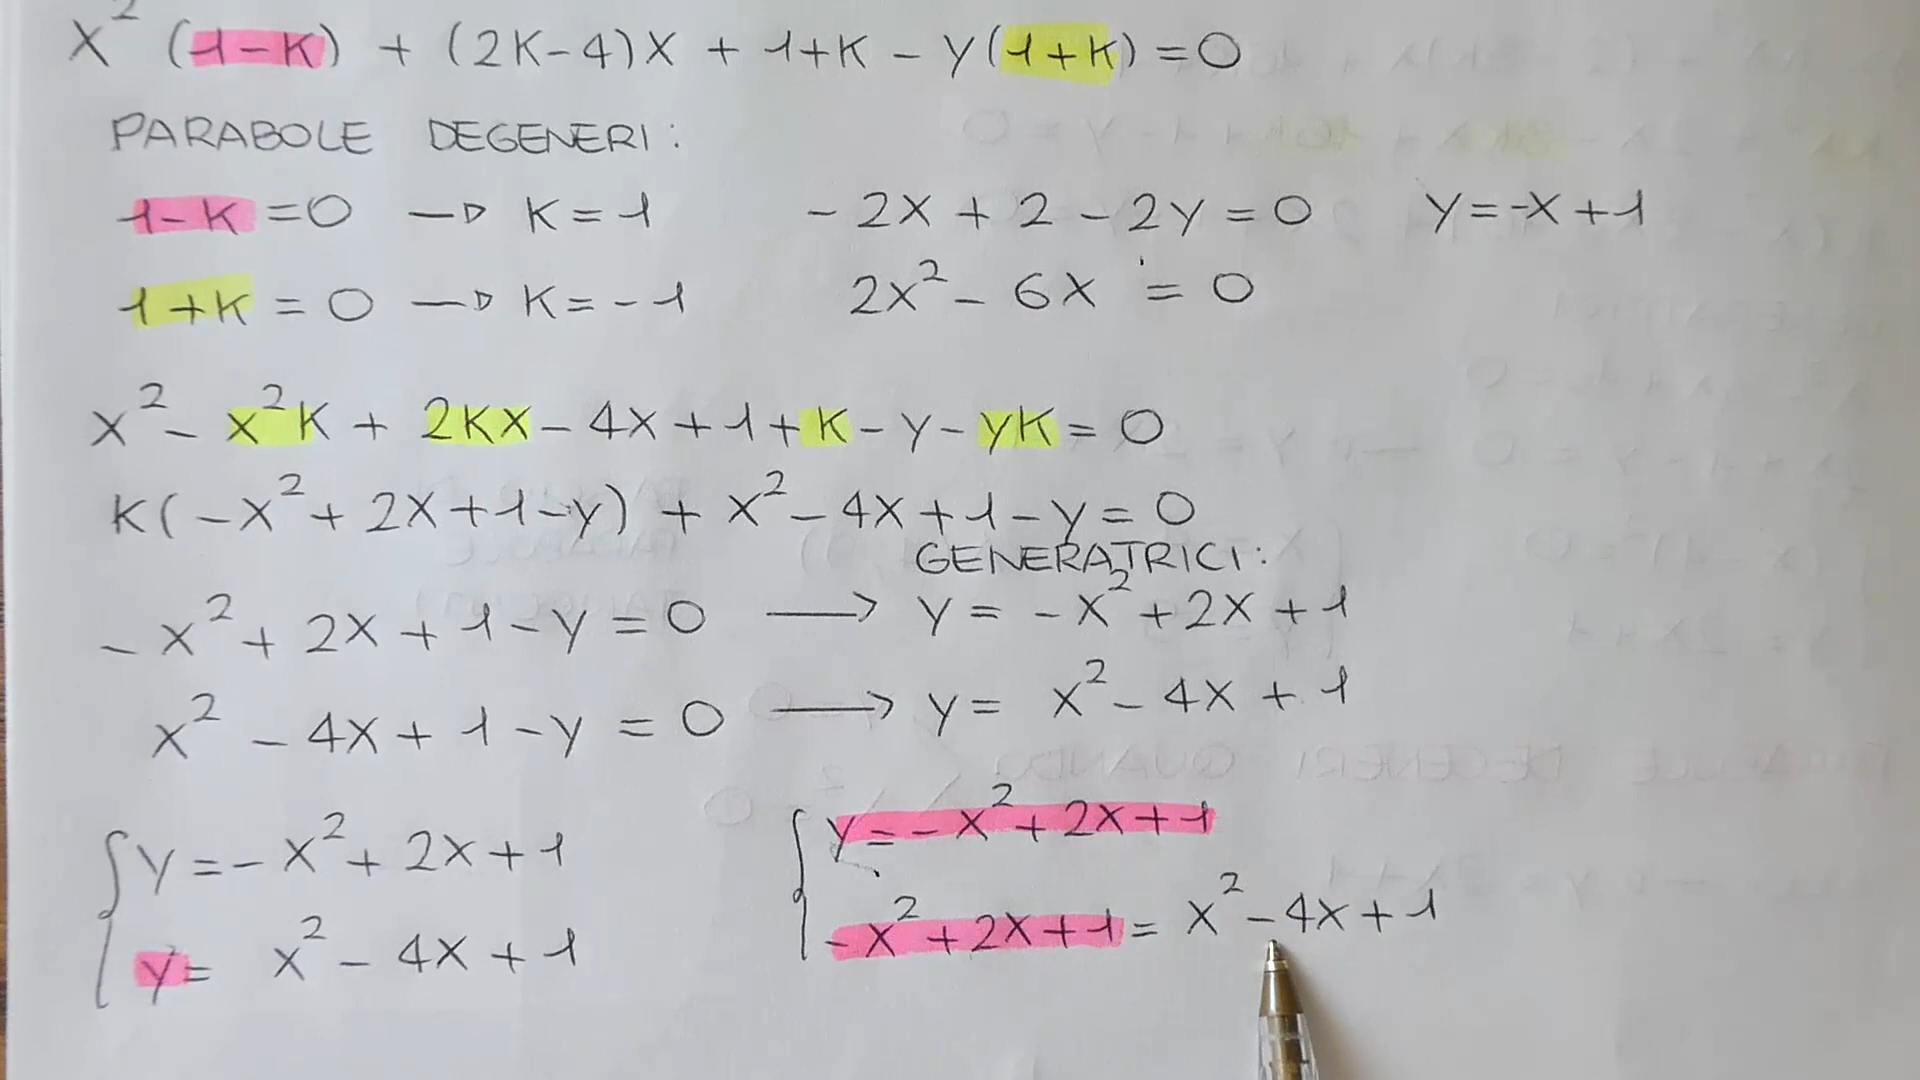 x² (1-K) + (2K-4)x + 1+K - y(1+K) = 0
PARABOLE DEGENERI:
1-K = 0 → K = 1 -2x + 2 - 2y = 0 y = -x + 1
1+K = 0 → K = -1 2x² - 6x = 0
x² - x²K + 2Kx - 4x + 1 + K - y - yK = 0
K(-x² + 2x + 1 - y) + x² - 4x + 1 - y = 0
GENERATRICI:
-x² + 2x + 1 - y = 0 → y = -x² + 2x + 1
x² - 4x + 1 - y = 0 → y = x² - 4x + 1
{ y = -x² + 2x + 1
y = x² - 4x + 1
{ y = -x² + 2x + 1
-x² + 2x + 1 = x² - 4x + 1